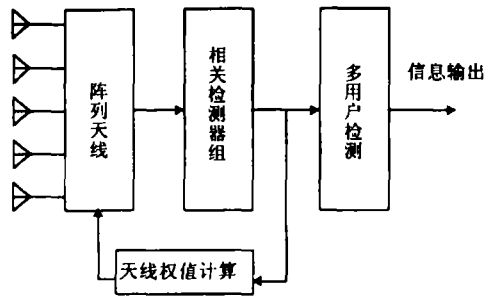 阵列天线
相关检测器组
多用户检测
信息输出
天线权值计算